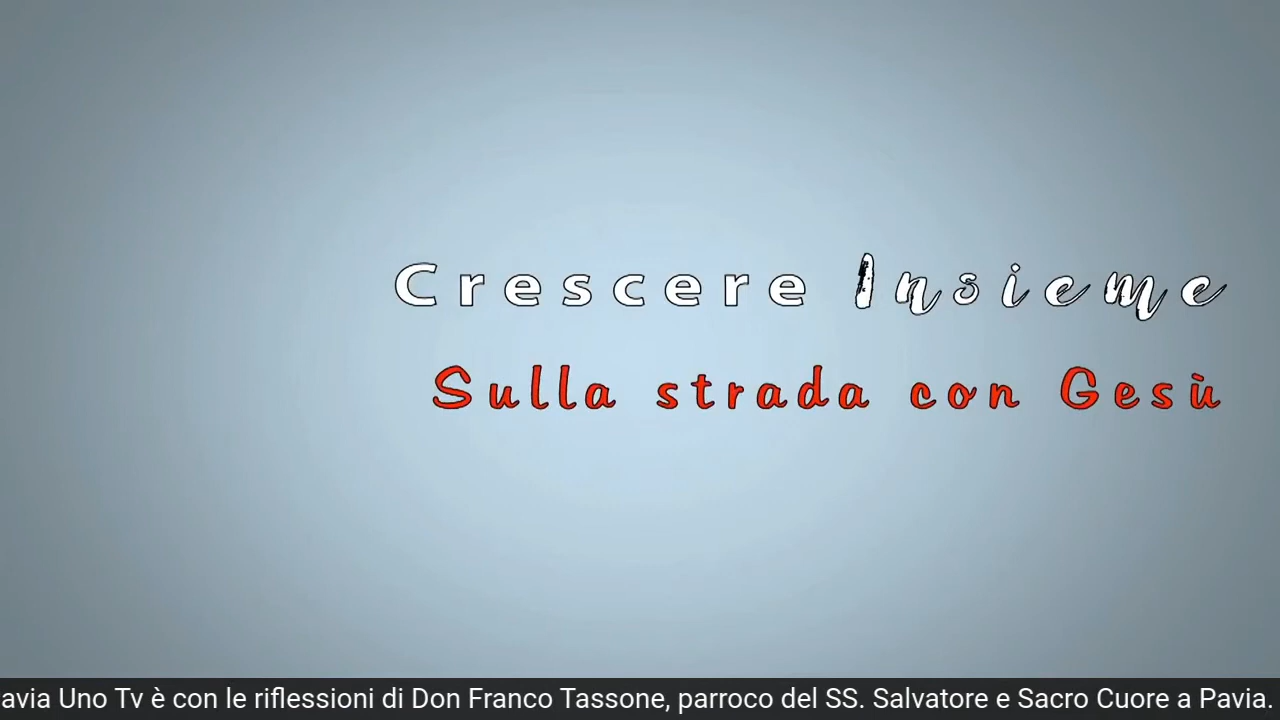 Crescere Insieme
Sulla strada con Gesù
avia Uno Tv è con le riflessioni di Don Franco Tassone, parroco del SS. Salvatore e Sacro Cuore a Pavia.